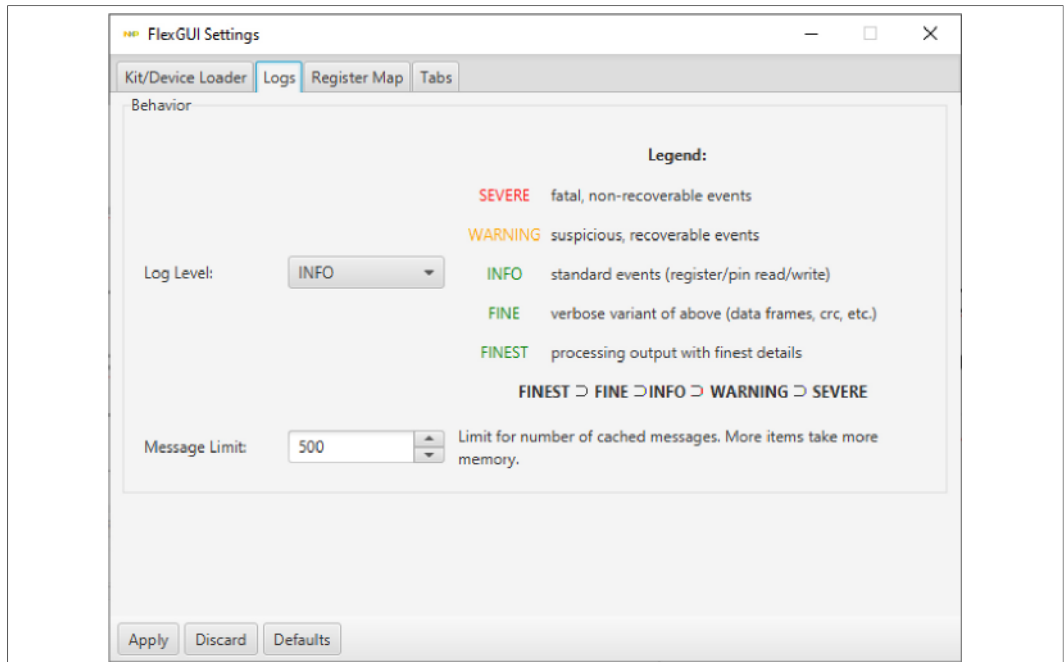 NXP FlexGUI Settings
Kit/Device Loader Logs Register Map Tabs
Behavior
Legend:
SEVERE fatal, non-recoverable events
WARNING suspicious, recoverable events
Log Level: INFO INFO standard events (register/pin read/write)
FINE verbose variant of above (data frames, crc, etc.)
FINEST processing output with finest details
FINEST ⊃ FINE ⊃INFO ⊃ WARNING ⊃ SEVERE
Message Limit: 500 Limit for number of cached messages. More items take more
memory.
Apply Discard Defaults